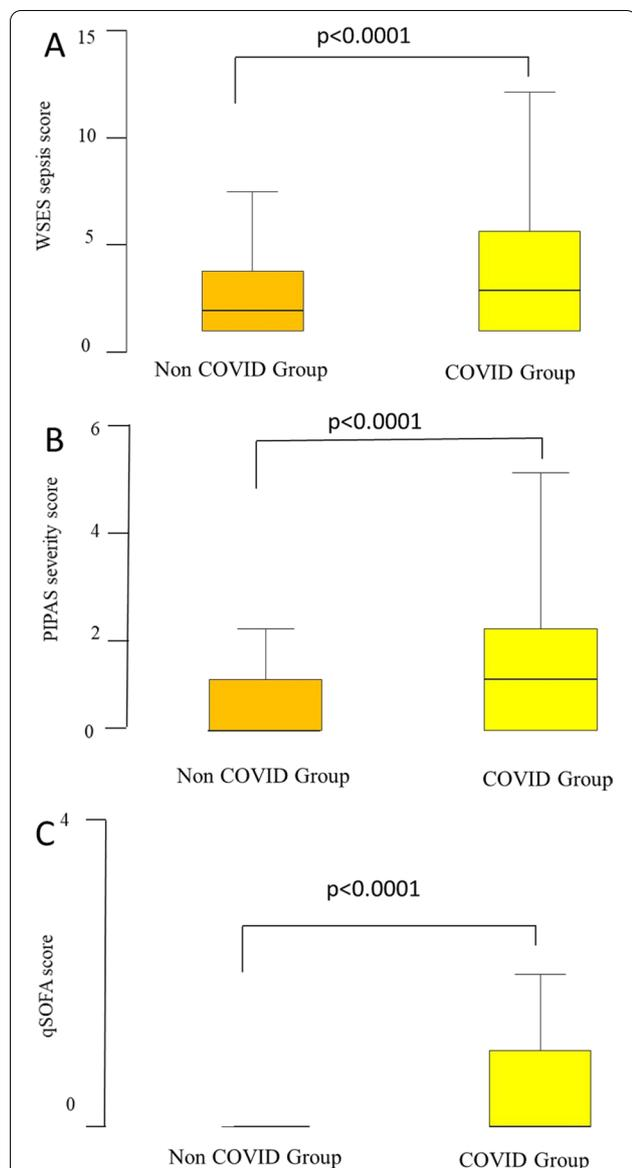 A
15
p<0.0001
WSES sepsis score
10
5
0
Non COVID Group
COVID Group
B
6
p<0.0001
PIPAS severity score
4
2
0
Non COVID Group
COVID Group
C
4
p<0.0001
qSOFA score
0
Non COVID Group
COVID Group